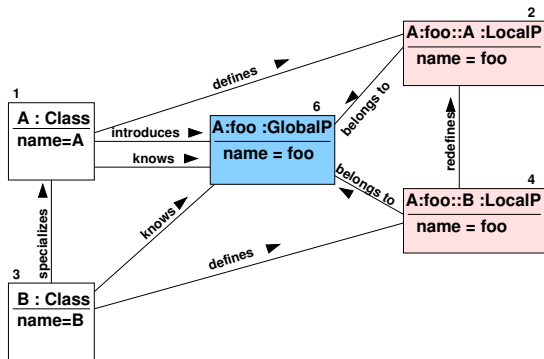 2
A:foo::A :LocalP
name = foo
defines
1
A : Class
name=A
introduces
knows
6
A:foo :GlobalP
name = foo
belongs to
redefines
belongs to
4
A:foo::B :LocalP
name = foo
specializes
knows
defines
3
B : Class
name=B